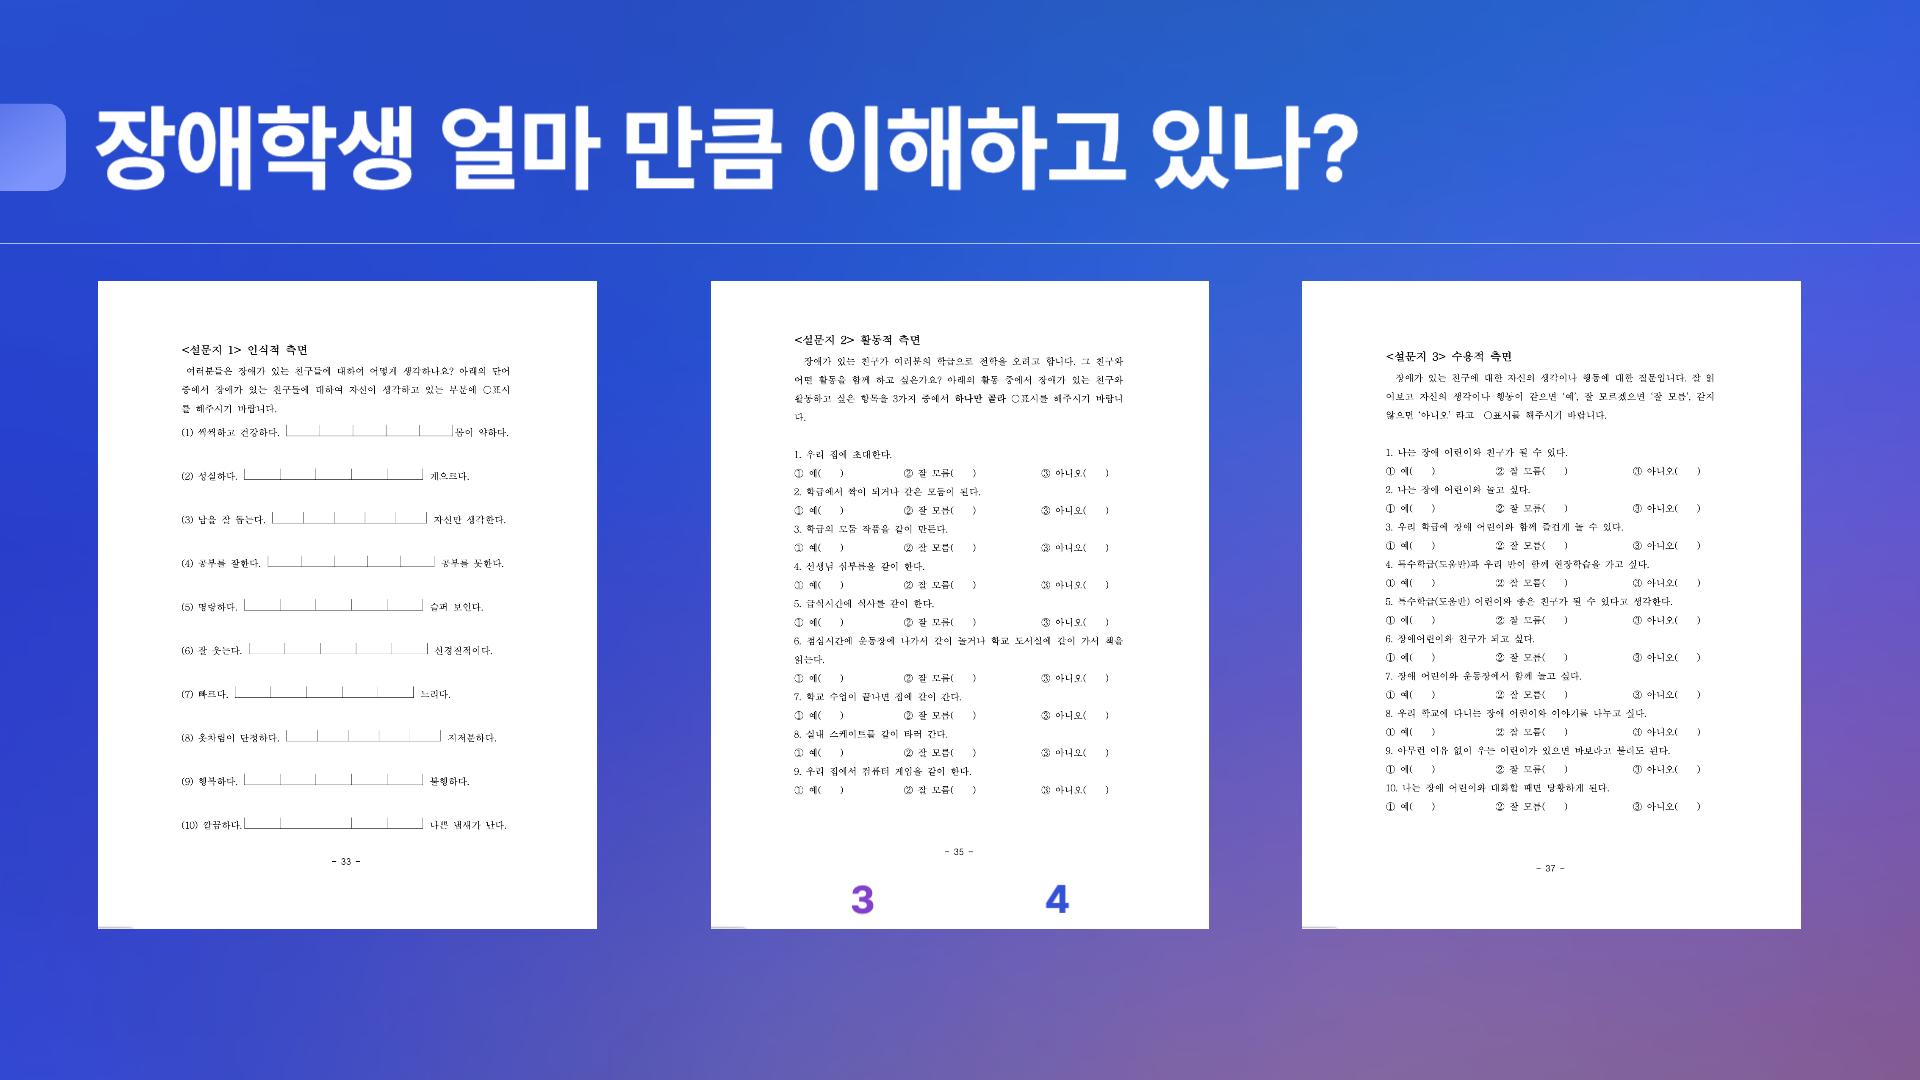 장애학생 얼마 만큼 이해하고 있나?
<설문지 1> 인식적 측면
여러분들은 장애가 있는 친구들에 대하여 어떻게 생각하나요? 아래의 단어
중에서 장애가 있는 친구들에 대하여 자신이 생각하고 있는 부분에 ○표시
를 해주시기 바랍니다.
(1) 씩씩하고 건강하다. 몸이 약하다.
(2) 성실하다. 게으르다.
(3) 남을 잘 돕는다. 자신만 생각한다.
(4) 공부를 잘한다. 공부를 못한다.
(5) 명랑하다. 슬퍼 보인다.
(6) 잘 웃는다. 신경질적이다.
(7) 빠르다. 느리다.
(8) 옷차림이 단정하다. 지저분하다.
(9) 행복하다. 불행하다.
(10) 깔끔하다. 나쁜 냄새가 난다.
- 33 -
<설문지 2> 활동적 측면
장애가 있는 친구가 여러분의 학급으로 전학을 오려고 합니다. 그 친구와
어떤 활동을 함께 하고 싶은가요? 아래의 활동 중에서 장애가 있는 친구와
활동하고 싶은 항목을 3가지 중에서 하나만 골라 ○표시를 해주시기 바랍니
다.
1. 우리 집에 초대한다.
① 예( ) ② 잘 모름( ) ③ 아니오( )
2. 학급에서 짝이 되거나 같은 모둠이 된다.
① 예( ) ② 잘 모름( ) ③ 아니오( )
3. 학급의 모둠 작품을 같이 만든다.
① 예( ) ② 잘 모름( ) ③ 아니오( )
4. 선생님 심부름을 같이 한다.
① 예( ) ② 잘 모름( ) ③ 아니오( )
5. 급식시간에 식사를 같이 한다.
① 예( ) ② 잘 모름( ) ③ 아니오( )
6. 점심시간에 운동장에 나가서 같이 놀거나 학교 도서실에 같이 가서 책을
읽는다.
① 예( ) ② 잘 모름( ) ③ 아니오( )
7. 학교 수업이 끝나면 집에 같이 간다.
① 예( ) ② 잘 모름( ) ③ 아니오( )
8. 실내 스케이트를 같이 타러 간다.
① 예( ) ② 잘 모름( ) ③ 아니오( )
9. 우리 집에서 컴퓨터 게임을 같이 한다.
① 예( ) ② 잘 모름( ) ③ 아니오( )
- 35 -
3 4
<설문지 3> 수용적 측면
장애가 있는 친구에 대한 자신의 생각이나 행동에 대한 질문입니다. 잘 읽
어보고 자신의 생각이나 행동이 같으면 '예', 잘 모르겠으면 '잘 모름', 같지
않으면 '아니오' 라고 ○표시를 해주시기 바랍니다.
1. 나는 장애 어린이와 친구가 될 수 있다.
① 예( ) ② 잘 모름( ) ③ 아니오( )
2. 나는 장애 어린이와 놀고 싶다.
① 예( ) ② 잘 모름( ) ③ 아니오( )
3. 우리 학급에 장애 어린이와 함께 즐겁게 놀 수 있다.
① 예( ) ② 잘 모름( ) ③ 아니오( )
4. 특수학급(도움반)과 우리 반이 함께 현장학습을 가고 싶다.
① 예( ) ② 잘 모름( ) ③ 아니오( )
5. 특수학급(도움반) 어린이와 좋은 친구가 될 수 있다고 생각한다.
① 예( ) ② 잘 모름( ) ③ 아니오( )
6. 장애어린이와 친구가 되고 싶다.
① 예( ) ② 잘 모름( ) ③ 아니오( )
7. 장애 어린이와 운동장에서 함께 놀고 싶다.
① 예( ) ② 잘 모름( ) ③ 아니오( )
8. 우리 학교에 다니는 장애 어린이와 이야기를 나누고 싶다.
① 예( ) ② 잘 모름( ) ③ 아니오( )
9. 아무런 이유 없이 우는 어린이가 있으면 바보라고 놀려도 된다.
① 예( ) ② 잘 모름( ) ③ 아니오( )
10. 나는 장애 어린이와 대화할 때면 당황하게 된다.
① 예( ) ② 잘 모름( ) ③ 아니오( )
- 37 -